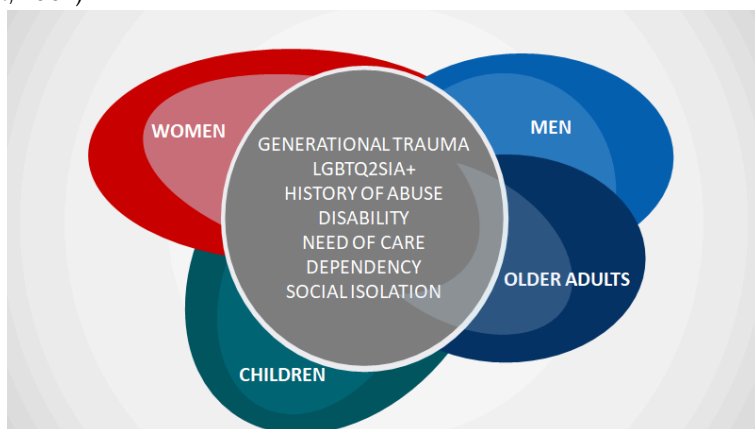 WOMEN
MEN
GENERATIONAL TRAUMA
LGBTQ2SIA+
HISTORY OF ABUSE
DISABILITY
NEED OF CARE
DEPENDENCY
SOCIAL ISOLATION
OLDER ADULTS
CHILDREN